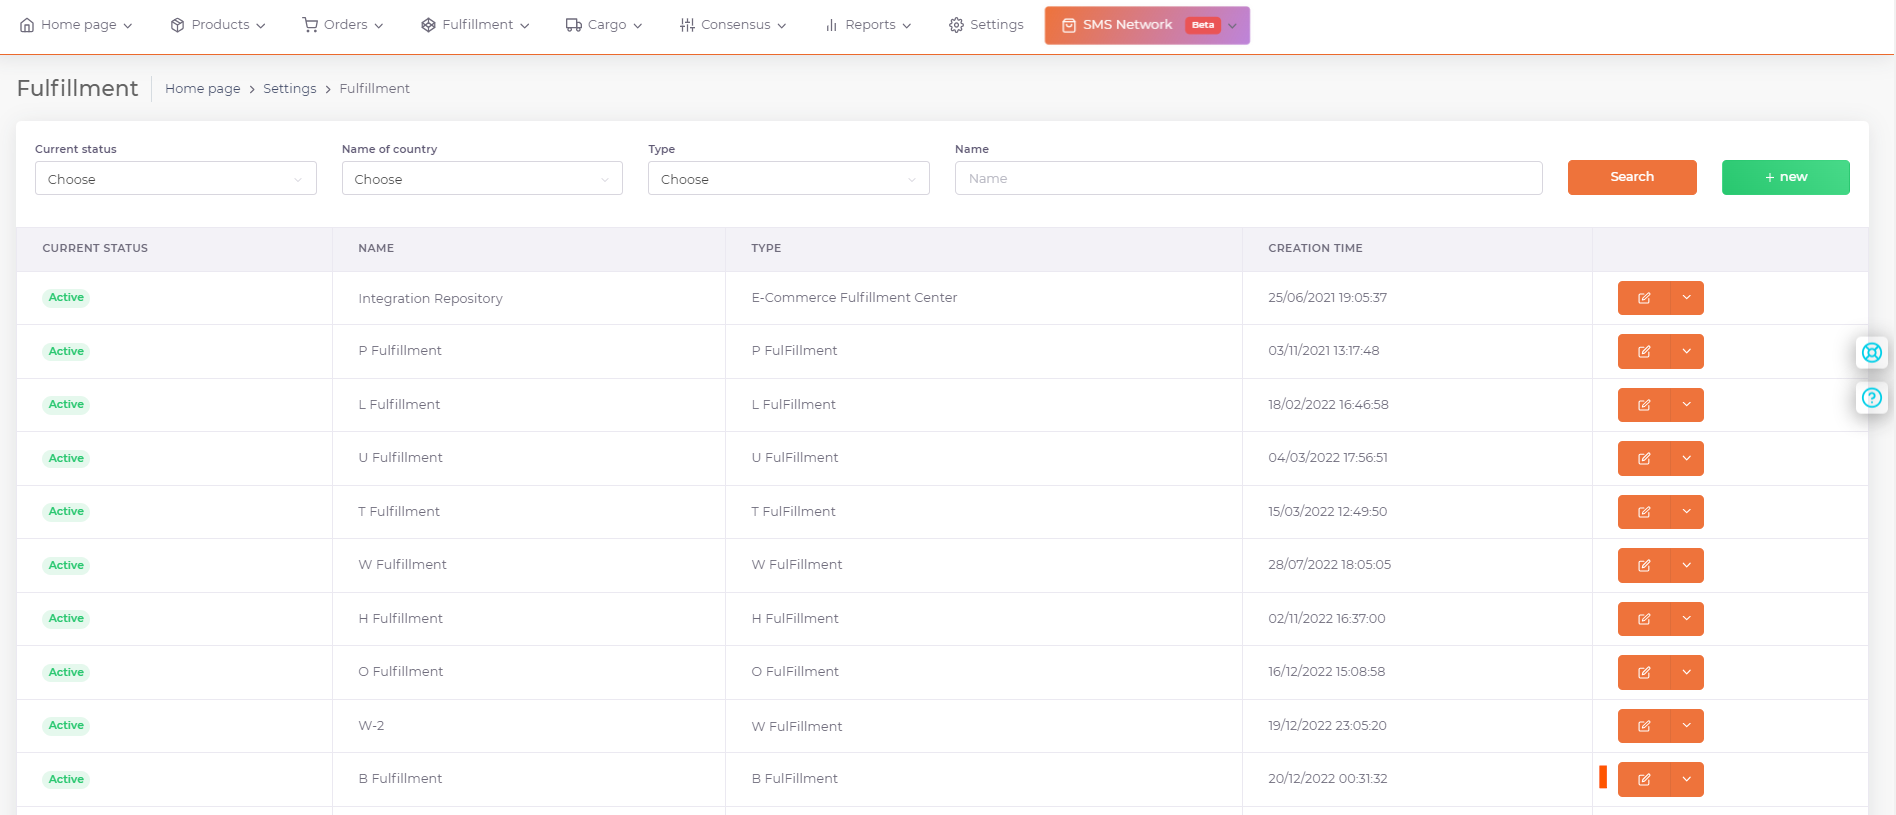 Home page Products Orders Fulfillment Cargo Consensus Reports Settings SMS Network Beta
Fulfillment Home page > Settings > Fulfillment
Current status Name of country Type Name
Choose Choose Choose Name Search + new
CURRENT STATUS NAME TYPE CREATION TIME
Active Integration Repository E-Commerce Fulfillment Center 25/06/2021 19:05:37
Active P Fulfillment P FulFillment 03/11/2021 13:17:48
Active L Fulfillment L FulFillment 18/02/2022 16:46:58
Active U Fulfillment U FulFillment 04/03/2022 17:56:51
Active T Fulfillment T FulFillment 15/03/2022 12:49:50
Active W Fulfillment W FulFillment 28/07/2022 18:05:05
Active H Fulfillment H FulFillment 02/11/2022 16:37:00
Active O Fulfillment O FulFillment 16/12/2022 15:08:58
Active W-2 W FulFillment 19/12/2022 23:05:20
Active B Fulfillment B FulFillment 20/12/2022 00:31:32